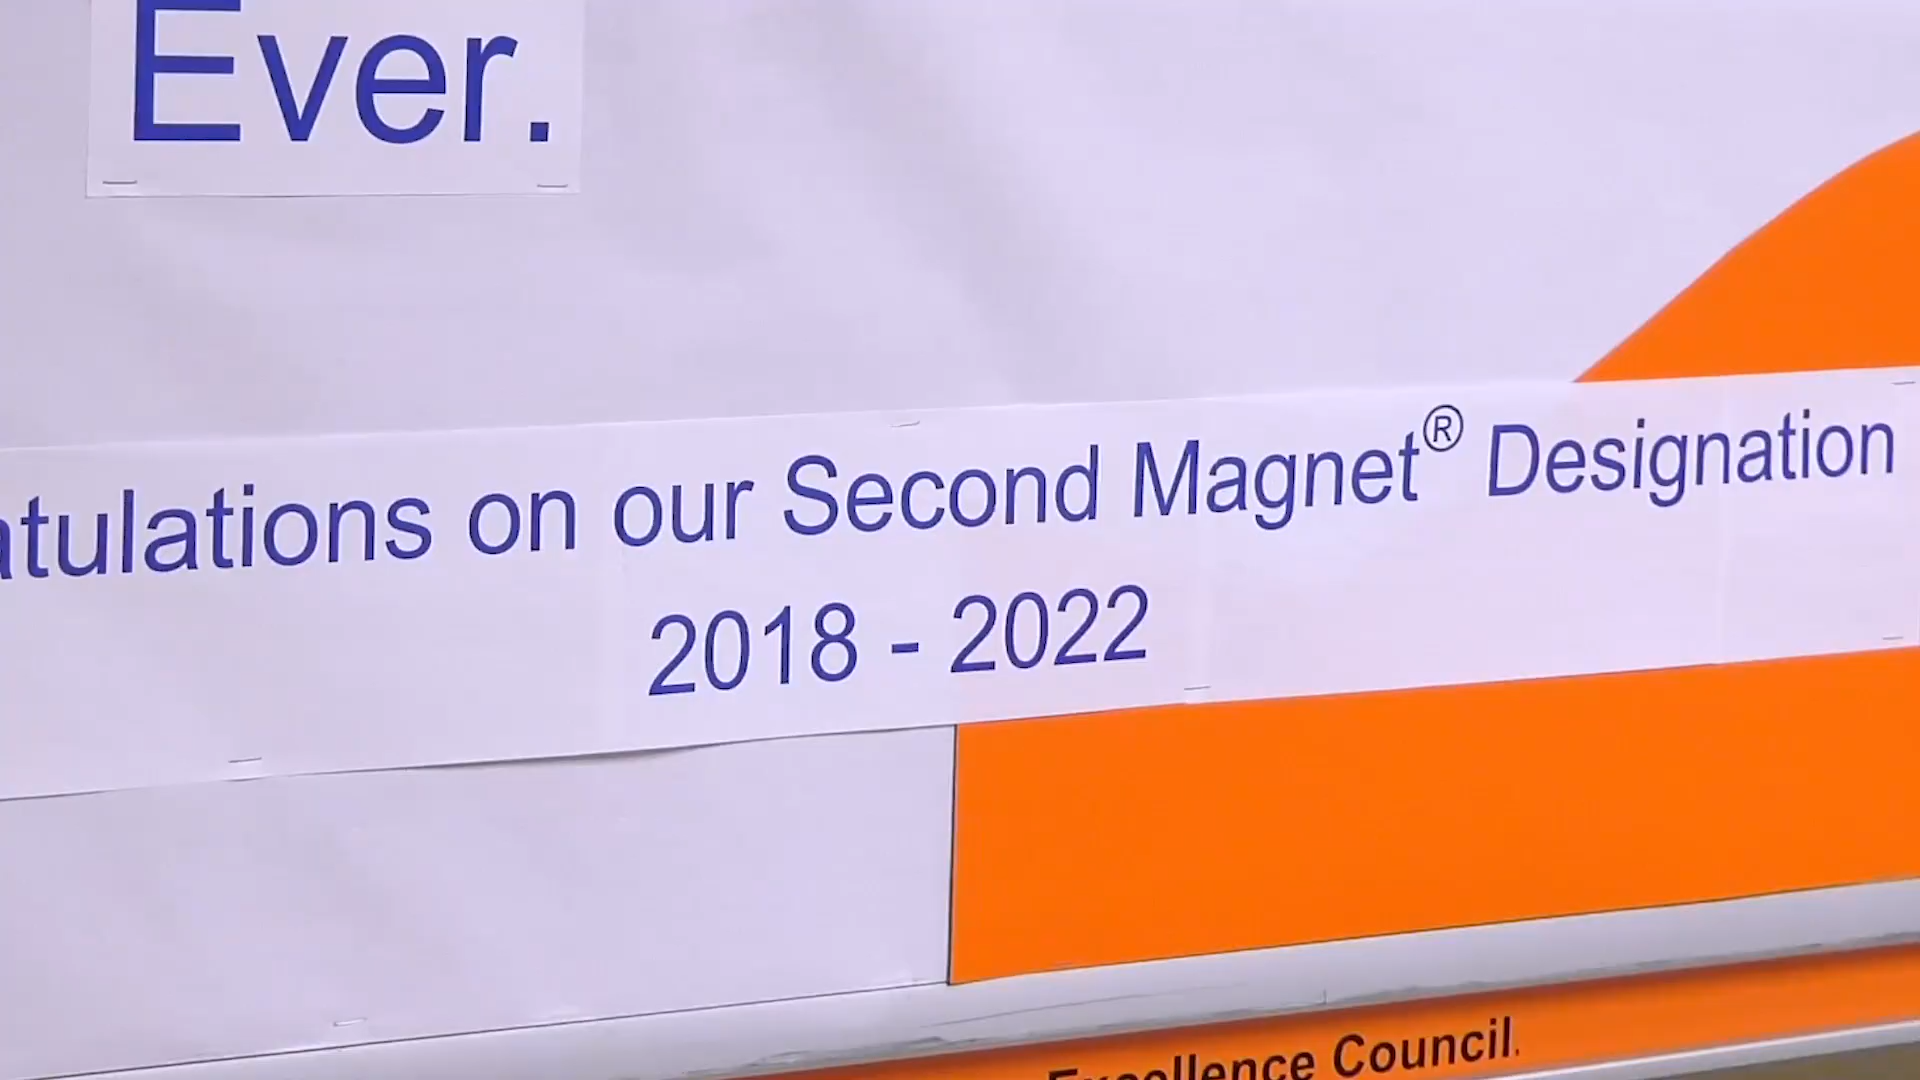 Ever.
atulations on our Second Magnet® Designation
2018 - 2022
Excellence Council.